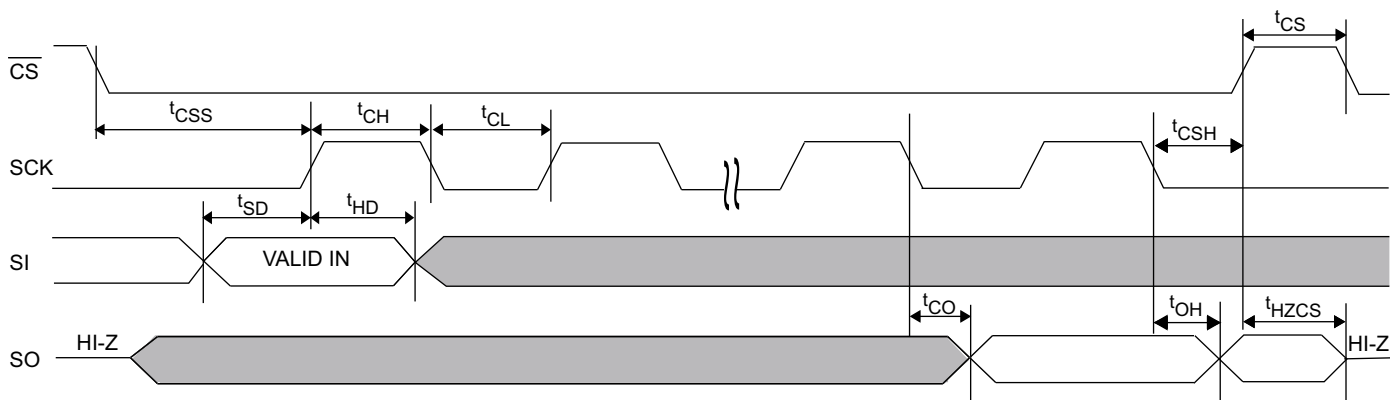 tCS
CS
tCSS
tCH
tCL
tCSH
SCK
tSD
tHD
SI
VALID IN
tCO
tOH
tHZCS
SO
HI-Z
HI-Z